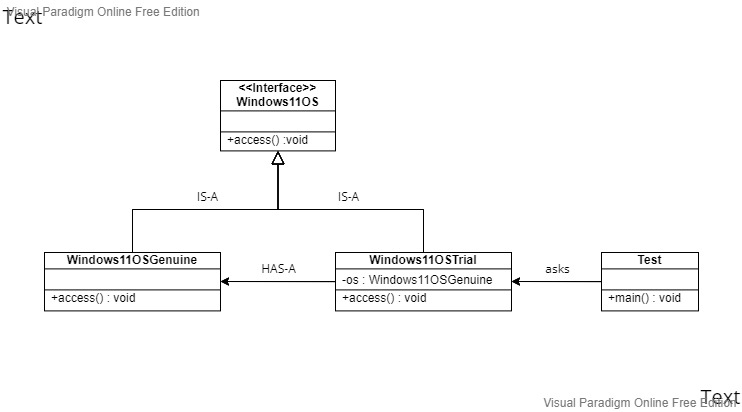 Visual Paradigm Online Free Edition
Text
<<Interface>>
Windows11OS
+access() :void
IS-A
IS-A
Windows11OSGenuine
+access() : void
HAS-A
Windows11OSTrial
-os : Windows11OSGenuine
+access() : void
asks
Test
+main() : void
Text
Visual Paradigm Online Free Edition